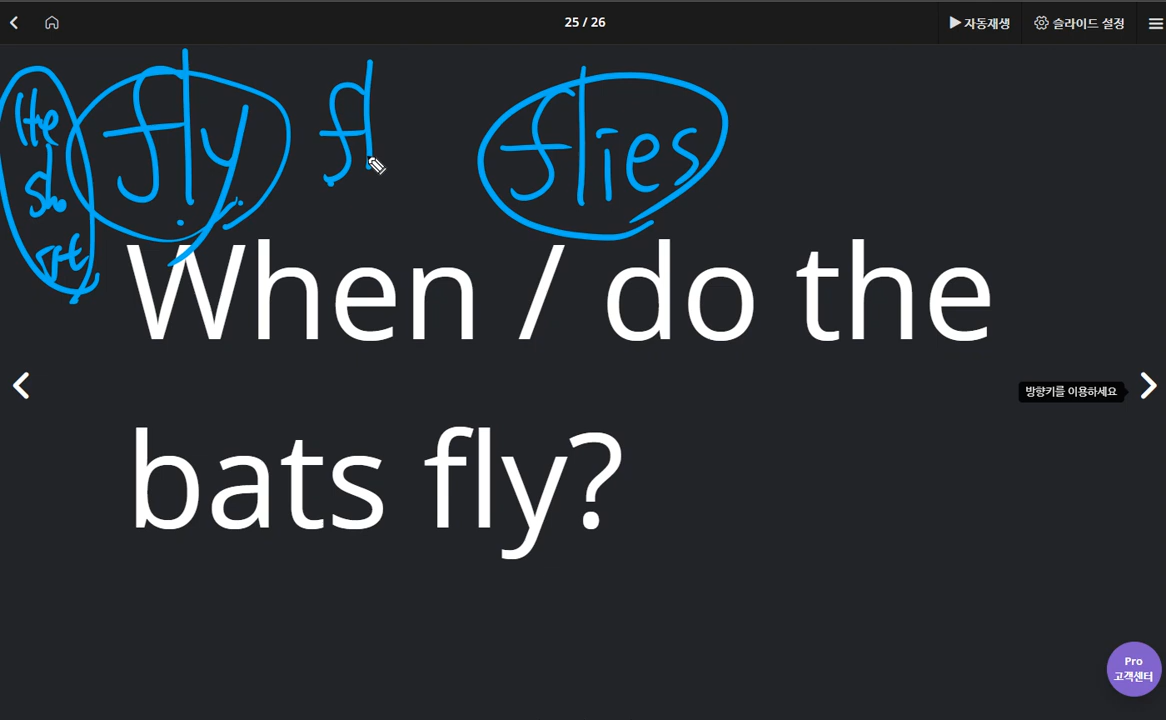 25 / 26
자동재생
슬라이드 설정
He
she
it
fly
fl
flies
When / do the
방향키를 이용하세요
bats fly?
Pro
고객센터